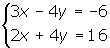 3x − 4y = −6
2x + 4y = 16